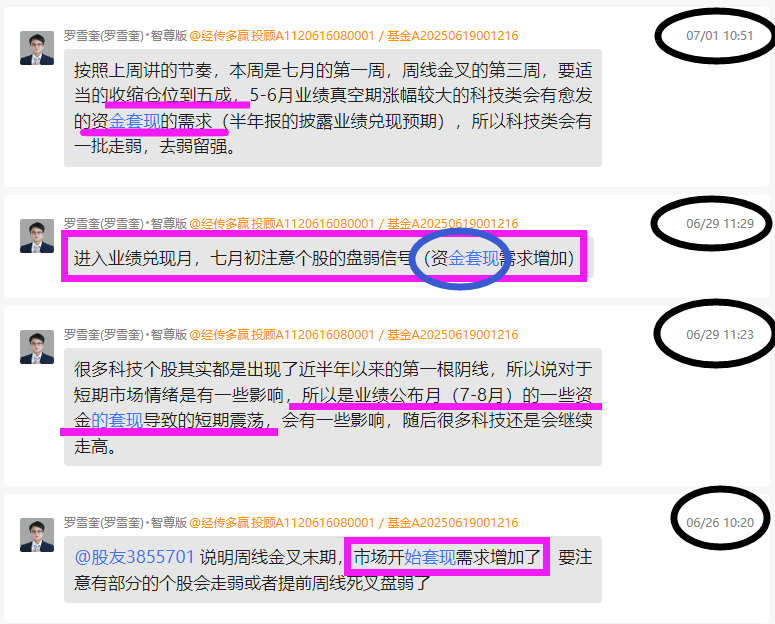 罗雪奎(罗雪奎)·智尊版 @经传多赢 投顾A1120616080001 / 基金A20250619001216
07/01 10:51
按照上周讲的节奏，本周是七月的第一周，周线金叉的第三周，要适
当的收缩仓位到五成，5-6月业绩真空期涨幅较大的科技类会有愈发
的资金套现的需求（半年报的披露业绩兑现预期），所以科技类会有
一批走弱，去弱留强。
罗雪奎(罗雪奎)·智尊版 @经传多赢 投顾A1120616080001 / 基金A20250619001216
06/29 11:29
进入业绩兑现月，七月初注意个股的盘弱信号（资金套现需求增加）
罗雪奎(罗雪奎)·智尊版 @经传多赢 投顾A1120616080001 / 基金A20250619001216
06/29 11:23
很多科技个股其实都是出现了近半年以来的第一根阴线，所以说对于
短期市场情绪是有一些影响，所以是业绩公布月（7-8月）的一些资
金的套现导致的短期震荡，会有一些影响，随后很多科技还是会继续
走高。
罗雪奎(罗雪奎)·智尊版 @经传多赢 投顾A1120616080001 / 基金A20250619001216
06/26 10:20
@股友3855701 说明周线金叉末期，市场开始套现需求增加了 要注
意有部分的个股会走弱或者提前周线死叉盘弱了